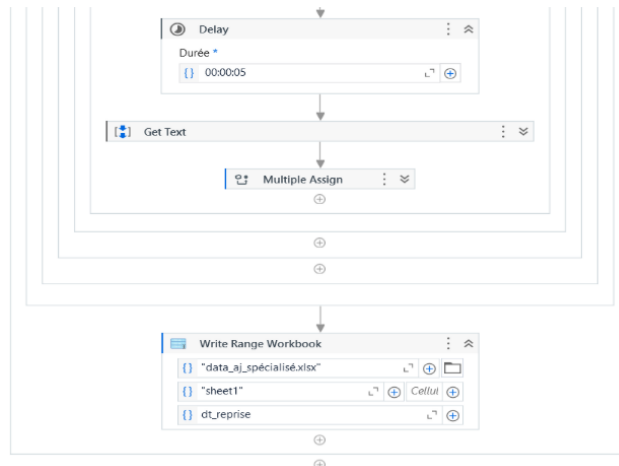 Delay
Durée *
{} 00:00:05
Get Text
Multiple Assign
Write Range Workbook
{} "data_aj_spécialisé.xlsx"
{} "sheet1" Cellul
{} dt_reprise